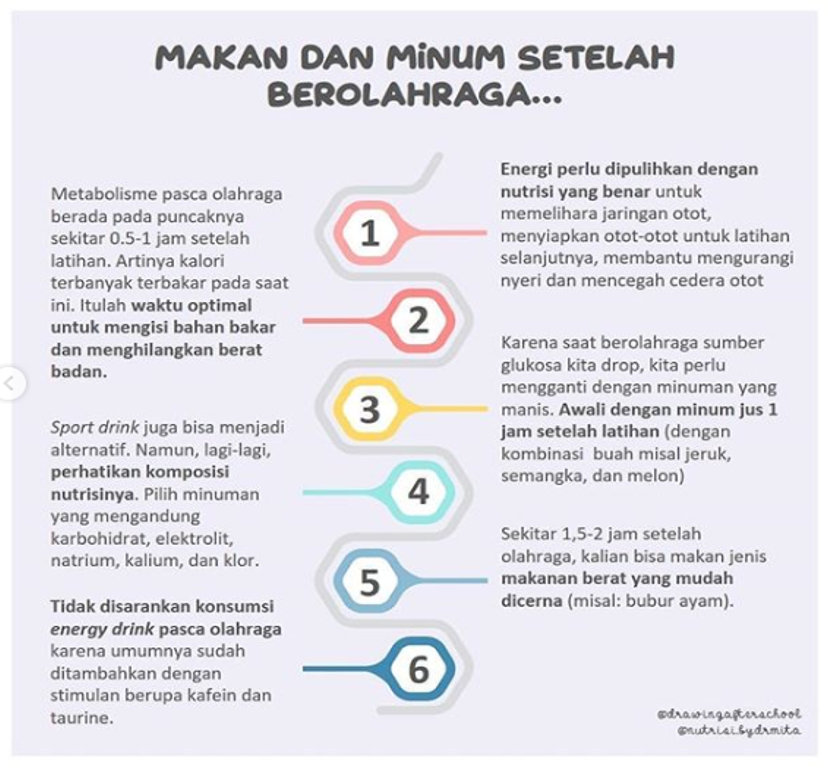 MAKAN DAN MINUM SETELAH
BEROLAHRAGA...
1
Energi perlu dipulihkan dengan
nutrisi yang benar untuk
memelihara jaringan otot,
menyiapkan otot-otot untuk latihan
selanjutnya, membantu mengurangi
nyeri dan mencegah cedera otot
2
Metabolisme pasca olahraga
berada pada puncaknya
sekitar 0.5-1 jam setelah
latihan. Artinya kalori
terbanyak terbakar pada saat
ini. Itulah waktu optimal
untuk mengisi bahan bakar
dan menghilangkan berat
badan.
3
Karena saat berolahraga sumber
glukosa kita drop, kita perlu
mengganti dengan minuman yang
manis. Awali dengan minum jus 1
jam setelah latihan (dengan
kombinasi buah misal jeruk,
semangka, dan melon)
4
Sport drink juga bisa menjadi
alternatif. Namun, lagi-lagi,
perhatikan komposisi
nutrisinya. Pilih minuman
yang mengandung
karbohidrat, elektrolit,
natrium, kalium, dan klor.
5
Sekitar 1,5-2 jam setelah
olahraga, kalian bisa makan jenis
makanan berat yang mudah
dicerna (misal: bubur ayam).
6
Tidak disarankan konsumsi
energy drink pasca olahraga
karena umumnya sudah
ditambahkan dengan
stimulan berupa kafein dan
taurine.
@drawingafterschool
@nutrisi.bydrmita